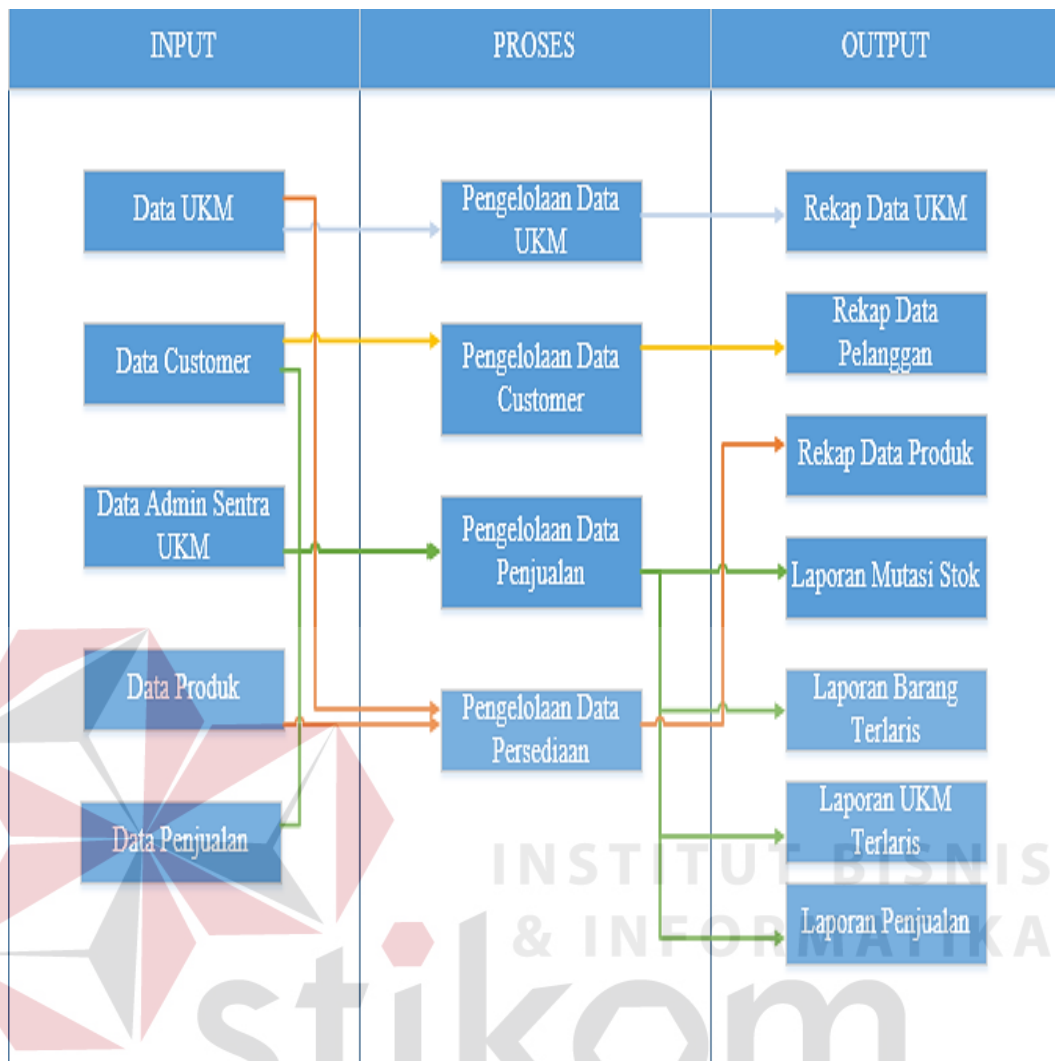 INPUT
PROSES
OUTPUT
Data UKM
Data Customer
Data Admin Sentra
UKM
Data Produk
Data Penjualan
Pengelolaan Data
UKM
Pengelolaan Data
Customer
Pengelolaan Data
Penjualan
Pengelolaan Data
Persediaan
Rekap Data UKM
Rekap Data
Pelanggan
Rekap Data Produk
Laporan Mutasi Stok
Laporan Barang
Terlaris
Laporan UKM
Terlaris
Laporan Penjualan
INSTITUT BISNIS
& INFORMATIKA
stikom